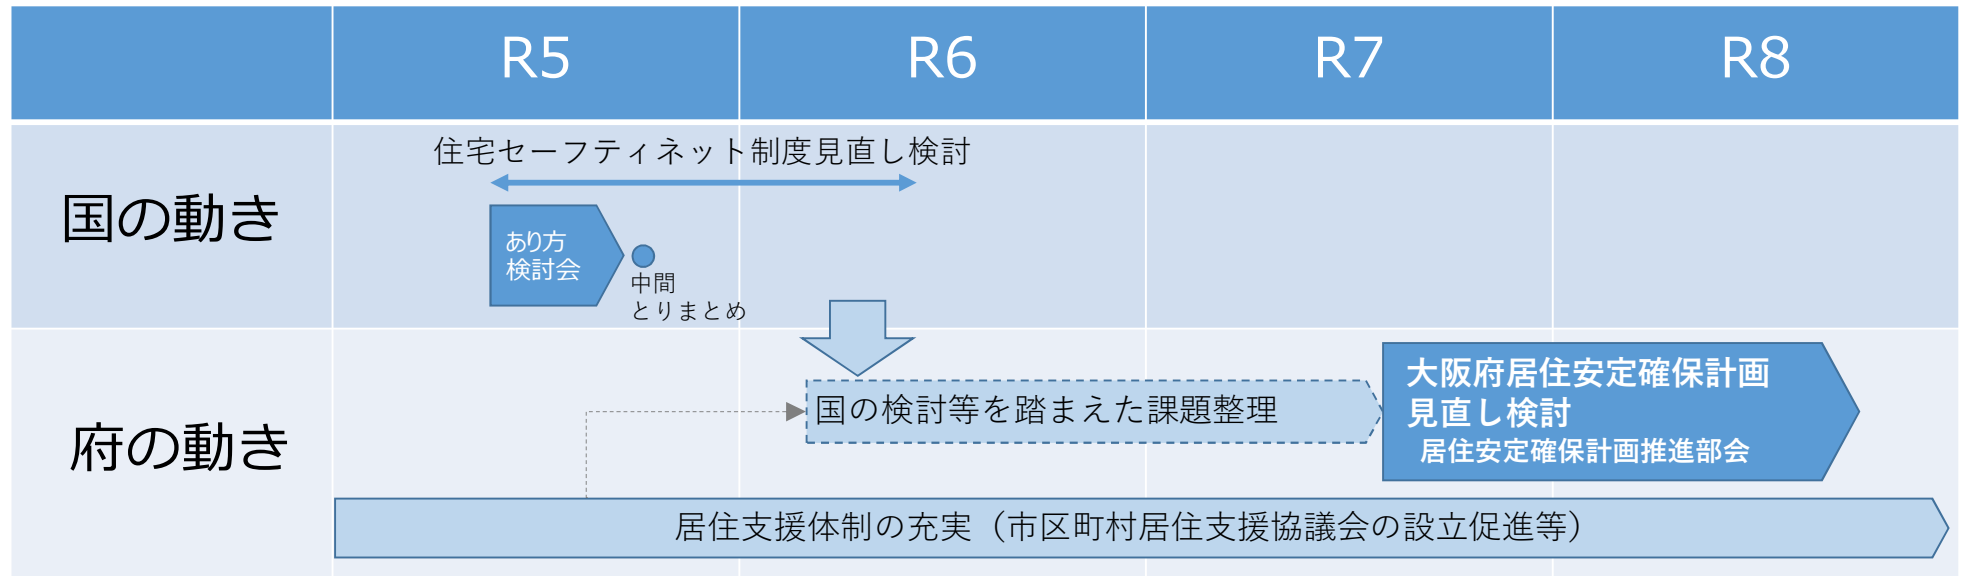 R5 R6 R7 R8
国の動き
住宅セーフティネット制度見直し検討
あり方
検討会
中間
とりまとめ
府の動き
国の検討等を踏まえた課題整理
大阪府居住安定確保計画
見直し検討
居住安定確保計画推進部会
居住支援体制の充実（市区町村居住支援協議会の設立促進等）